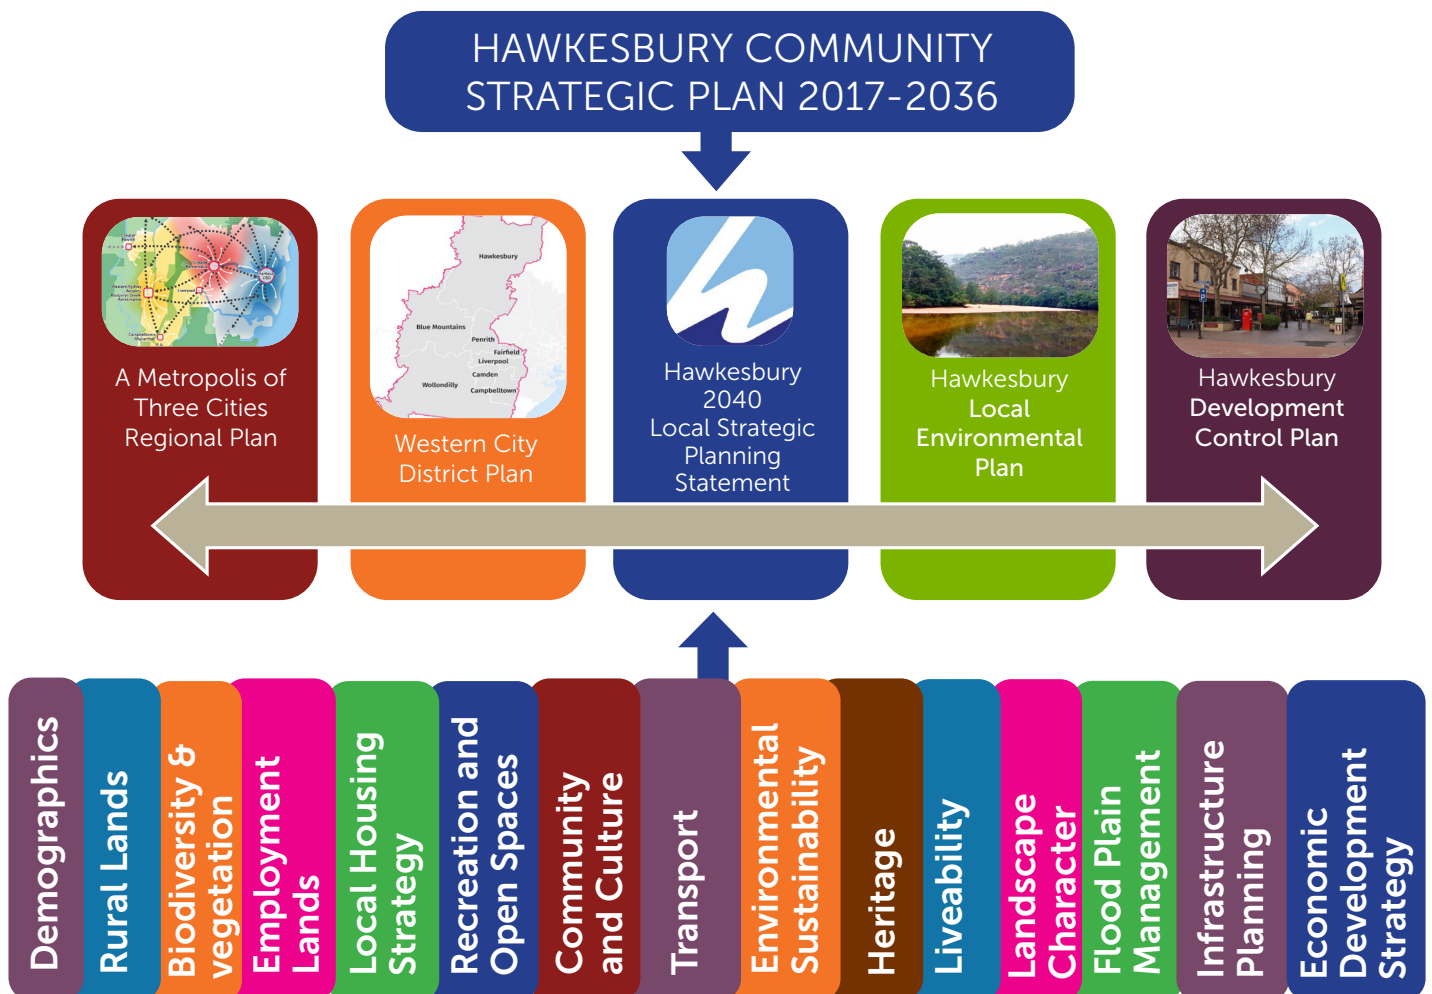 HAWKESBURY COMMUNITY
STRATEGIC PLAN 2017-2036
A Metropolis of
Three Cities
Regional Plan
Hawkesbury
Blue Mountains
Penrith
Fairfield
Liverpool
Camden
Wollondilly
Campbelltown
Western City
District Plan
Hawkesbury
2040
Local Strategic
Planning
Statement
Hawkesbury
Local
Environmental
Plan
Hawkesbury
Development
Control Plan
Demographics
Rural Lands
Biodiversity &
vegetation
Employment
Lands
Local Housing
Strategy
Recreation and
Open Spaces
Community
and Culture
Transport
Environmental
Sustainability
Heritage
Liveability
Landscape
Character
Flood Plain
Management
Infrastructure
Planning
Economic
Development
Strategy